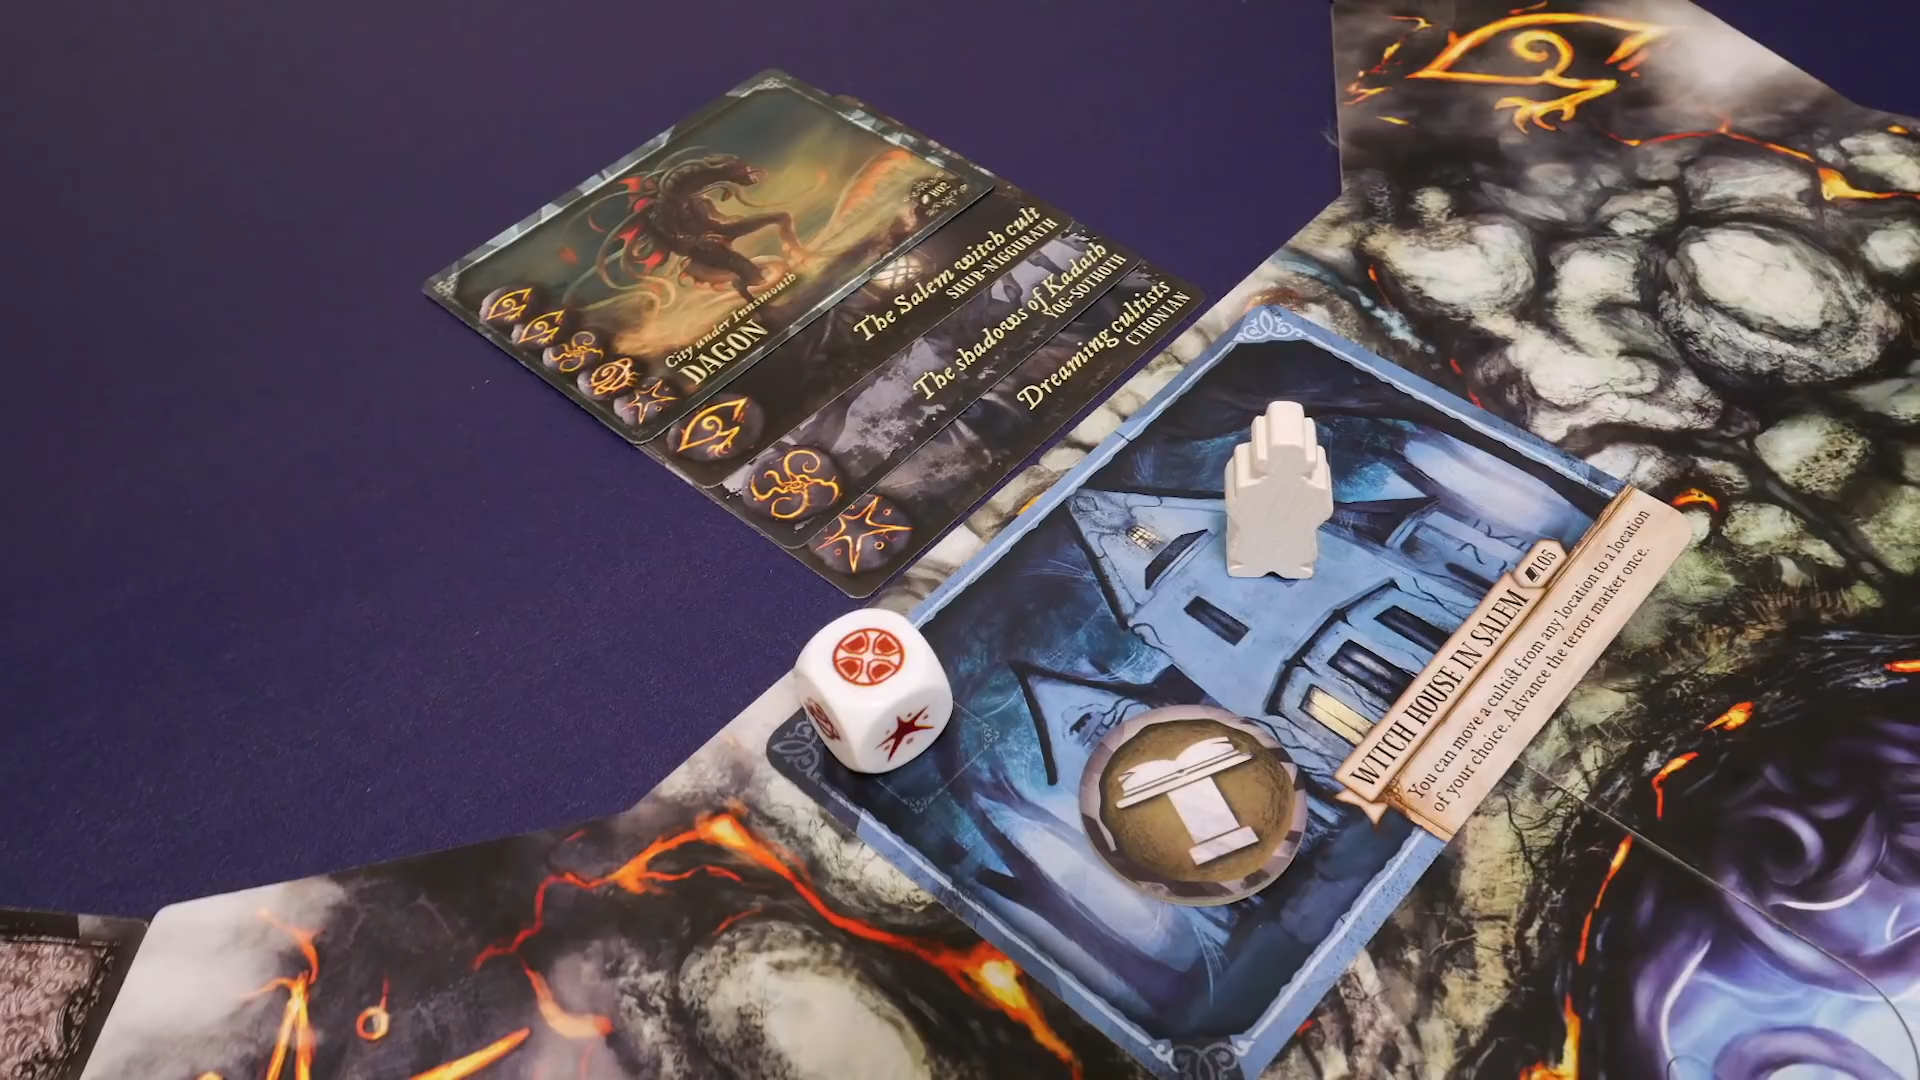 #02
City under Innsmouth
DAGON
The Salem witch cult
SHUB-NIGGURATH
The shadows of Kadath
YOG-SOTHOTH
Dreaming cultists
CTHONIAN
WITCH HOUSE IN SALEM
105
You can move a cultist from any location to a location
of your choice. Advance the terror marker once.